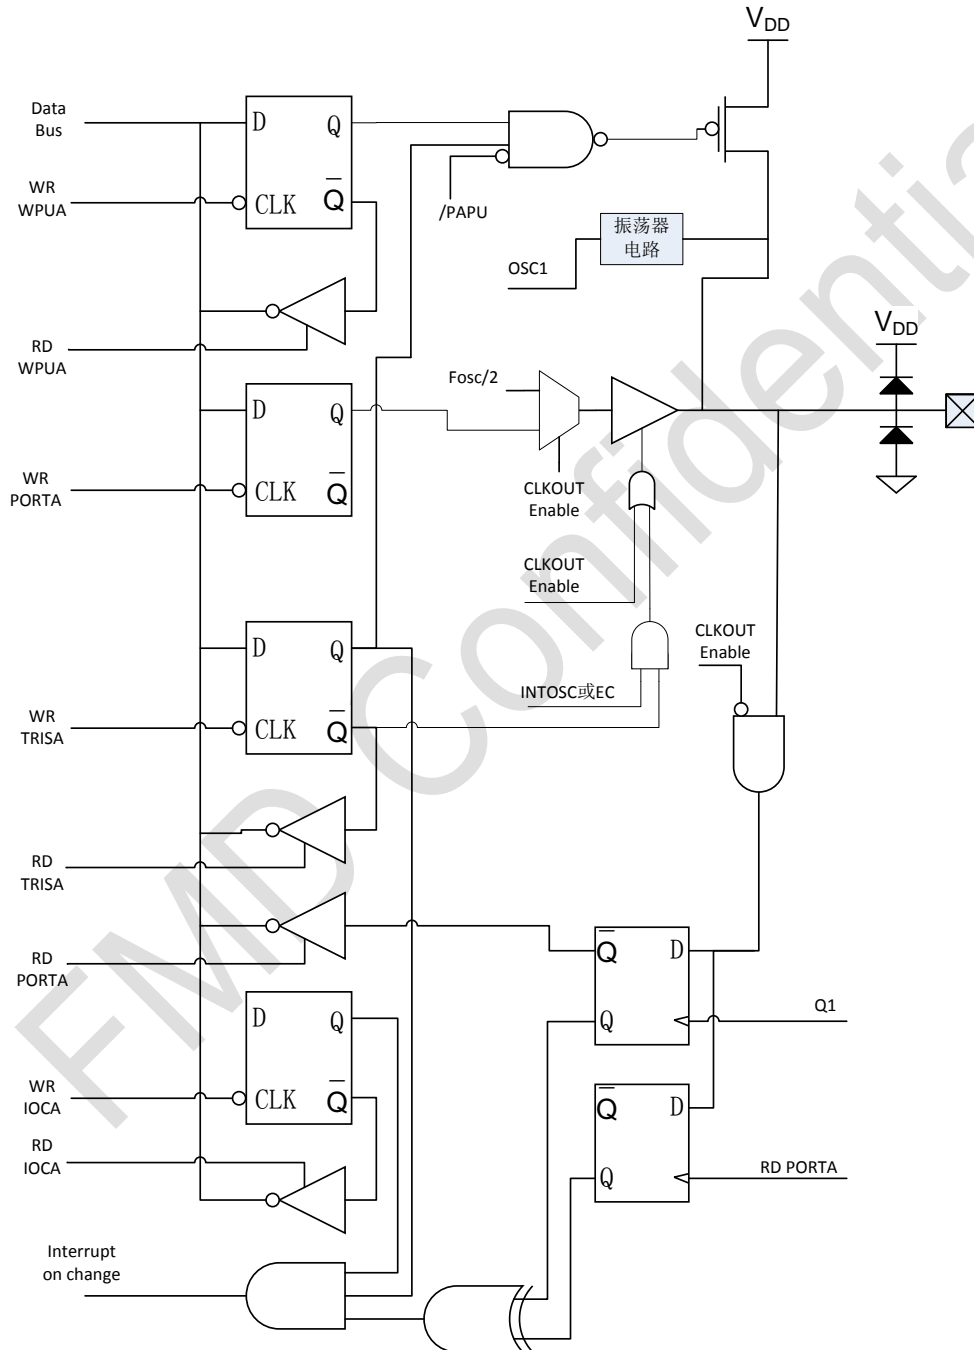 VDD
Data
Bus
D
Q
WR
WPUA
CLK
Q
/PAPU
振荡器
电路
OSC1
RD
WPUA
VDD
Fosc/2
D
Q
WR
PORTA
CLK
Q
CLKOUT
Enable
CLKOUT
Enable
D
Q
CLKOUT
Enable
INTOSC或EC
WR
TRISA
CLK
Q
RD
TRISA
RD
PORTA
Q
D
Q
Q1
D
Q
WR
IOCA
CLK
Q
Q
D
RD
IOCA
Q
RD PORTA
Interrupt
on change
FMD Confidentia